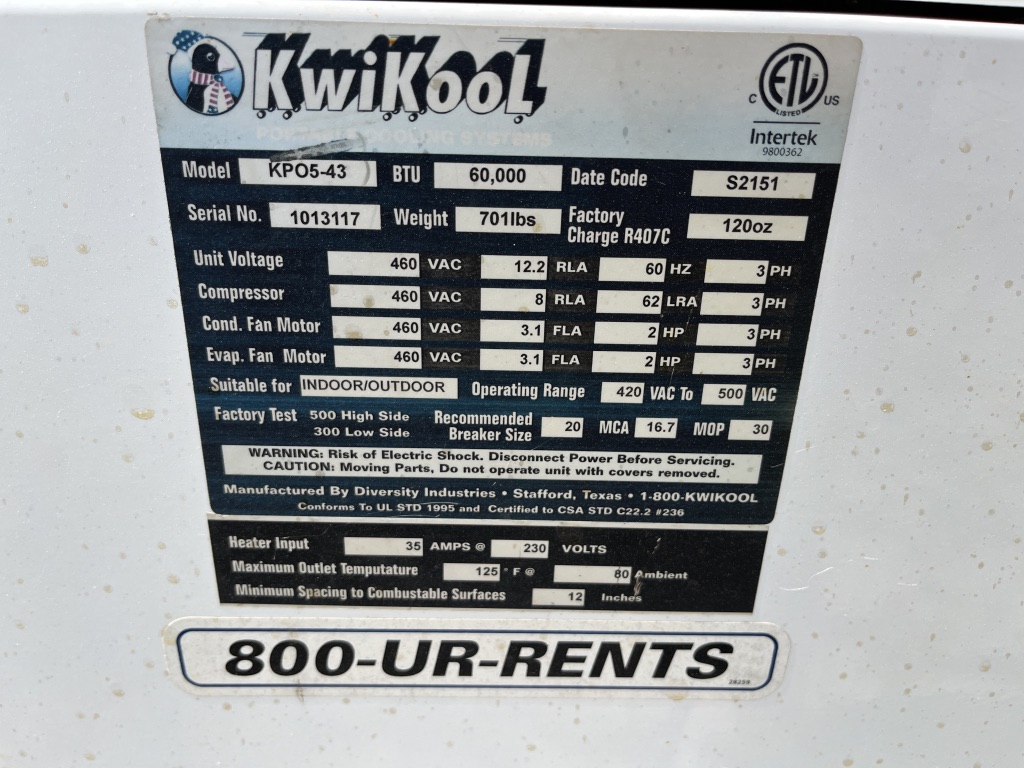 KwiKooL
PORTABLE COOLING SYSTEMS
ETL
LISTED
C US
Intertek
9800362
Model KPO5-43 BTU 60,000 Date Code S2151
Serial No. 1013117 Weight 701lbs Factory Charge R407C 120oz
Unit Voltage 460 VAC 12.2 RLA 60 HZ 3 PH
Compressor 460 VAC 8 RLA 62 LRA 3 PH
Cond. Fan Motor 460 VAC 3.1 FLA 2 HP 3 PH
Evap. Fan Motor 460 VAC 3.1 FLA 2 HP 3 PH
Suitable for INDOOR/OUTDOOR Operating Range 420 VAC To 500 VAC
Factory Test 500 High Side
300 Low Side
Recommended
Breaker Size 20 MCA 16.7 MOP 30
WARNING: Risk of Electric Shock. Disconnect Power Before Servicing.
CAUTION: Moving Parts, Do not operate unit with covers removed.
Manufactured By Diversity Industries • Stafford, Texas • 1-800-KWIKOOL
Conforms To UL STD 1995 and Certified to CSA STD C22.2 #236
Heater Input 35 AMPS @ 230 VOLTS
Maximum Outlet Temputature 125 ° F @ 80 Ambient
Minimum Spacing to Combustable Surfaces 12 Inches
800-UR-RENTS
28259